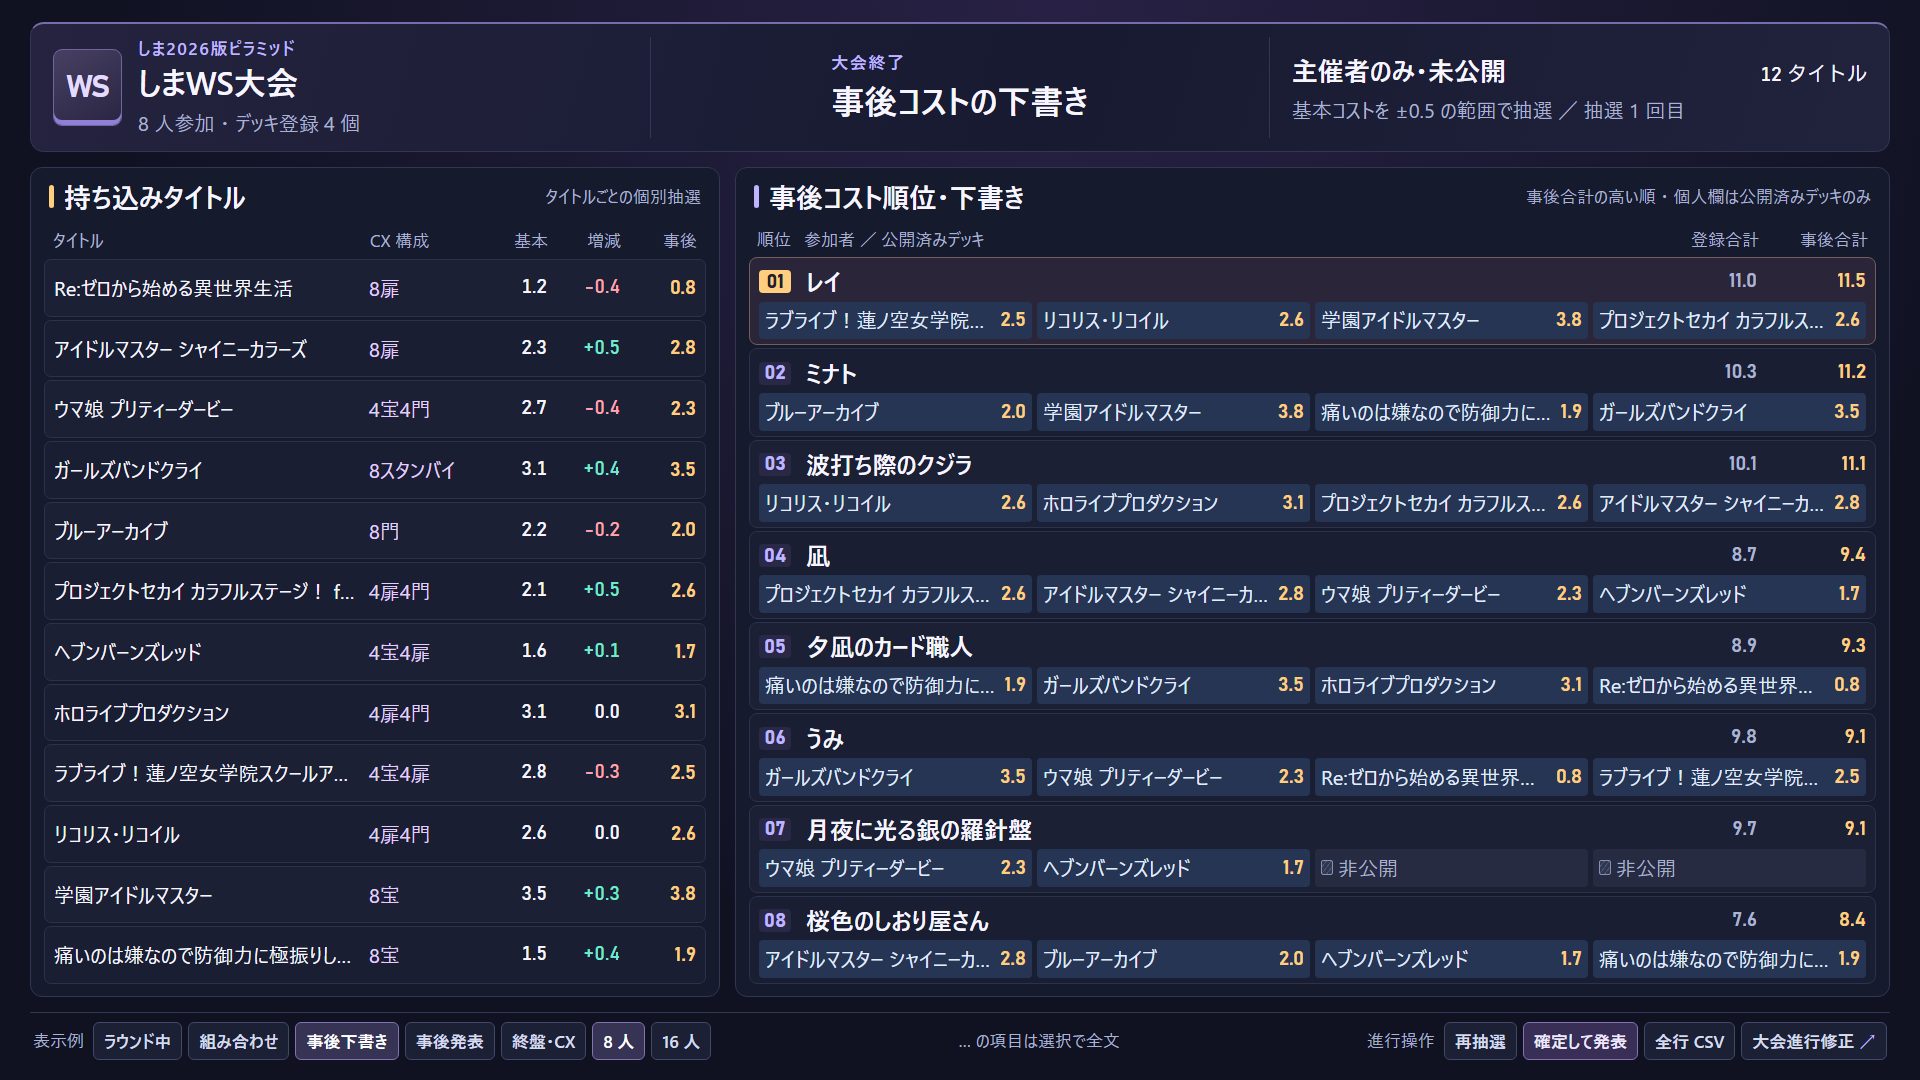 WS
しま2026版ピラミッド
しまWS大会
8 人参加・デッキ登録 4 個
大会終了
事後コストの下書き
主催者のみ・未公開
12 タイトル
基本コストを ±0.5 の範囲で抽選 ／ 抽選 1 回目
持ち込みタイトル
タイトルごとの個別抽選
タイトル CX 構成 基本 増減 事後
Re:ゼロから始める異世界生活 8扉 1.2 -0.4 0.8
アイドルマスター シャイニーカラーズ 8扉 2.3 +0.5 2.8
ウマ娘 プリティーダービー 4宝4門 2.7 -0.4 2.3
ガールズバンドクライ 8スタンバイ 3.1 +0.4 3.5
ブルーアーカイブ 8門 2.2 -0.2 2.0
プロジェクトセカイ カラフルステージ！ f... 4扉4門 2.1 +0.5 2.6
ヘブンバーンズレッド 4宝4扉 1.6 +0.1 1.7
ホロライブプロダクション 4扉4門 3.1 0.0 3.1
ラブライブ！蓮ノ空女学院スクールア... 4宝4扉 2.8 -0.3 2.5
リコリス・リコイル 4扉4門 2.6 0.0 2.6
学園アイドルマスター 8宝 3.5 +0.3 3.8
痛いのは嫌なので防御力に極振りし... 8宝 1.5 +0.4 1.9
事後コスト順位・下書き
事後合計の高い順・個人欄は公開済みデッキのみ
順位 参加者 ／ 公開済みデッキ 登録合計 事後合計
01 レイ 11.0 11.5
ラブライブ！蓮ノ空女学院... 2.5 リコリス・リコイル 2.6 学園アイドルマスター 3.8 プロジェクトセカイ カラフルス... 2.6
02 ミナト 10.3 11.2
ブルーアーカイブ 2.0 学園アイドルマスター 3.8 痛いのは嫌なので防御力に... 1.9 ガールズバンドクライ 3.5
03 波打ち際のクジラ 10.1 11.1
リコリス・リコイル 2.6 ホロライブプロダクション 3.1 プロジェクトセカイ カラフルス... 2.6 アイドルマスター シャイニーカ... 2.8
04 凪 8.7 9.4
プロジェクトセカイ カラフルス... 2.6 アイドルマスター シャイニーカ... 2.8 ウマ娘 プリティーダービー 2.3 ヘブンバーンズレッド 1.7
05 夕凪のカード職人 8.9 9.3
痛いのは嫌なので防御力に... 1.9 ガールズバンドクライ 3.5 ホロライブプロダクション 3.1 Re:ゼロから始める異世界... 0.8
06 うみ 9.8 9.1
ガールズバンドクライ 3.5 ウマ娘 プリティーダービー 2.3 Re:ゼロから始める異世界... 0.8 ラブライブ！蓮ノ空女学院... 2.5
07 月夜に光る銀の羅針盤 9.7 9.1
ウマ娘 プリティーダービー 2.3 ヘブンバーンズレッド 1.7 非公開 非公開
08 桜色のしおり屋さん 7.6 8.4
アイドルマスター シャイニーカ... 2.8 ブルーアーカイブ 2.0 ヘブンバーンズレッド 1.7 痛いのは嫌なので防御力に... 1.9
表示例 ラウンド中 組み合わせ 事後下書き 事後発表 終盤・CX 8 人 16 人
... の項目は選択で全文
進行操作 再抽選 確定して発表 全行 CSV 大会進行修正 ↗